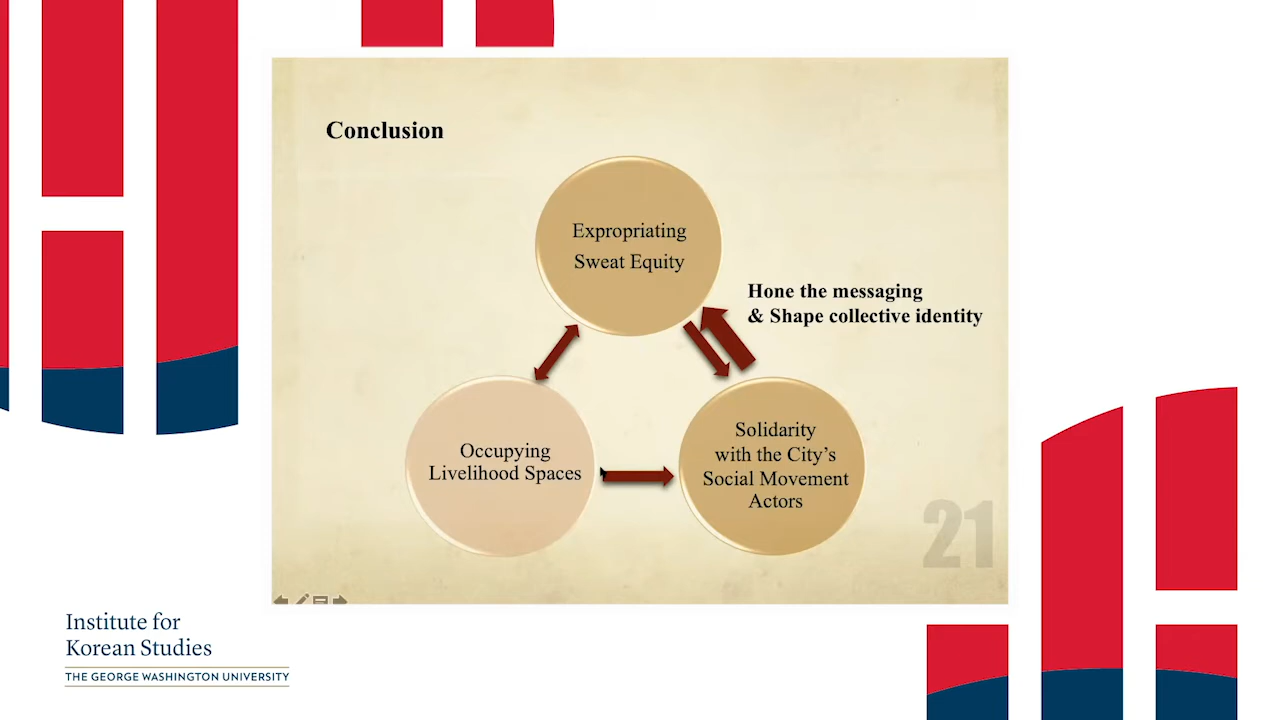 Conclusion
Expropriating
Sweat Equity
Hone the messaging
& Shape collective identity
Occupying
Livelihood Spaces
Solidarity
with the City’s
Social Movement
Actors
21
Institute for
Korean Studies
THE GEORGE WASHINGTON UNIVERSITY